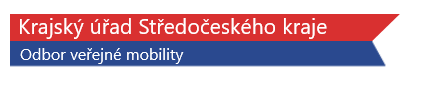 Krajský úřad Středočeského kraje
Odbor veřejné mobility